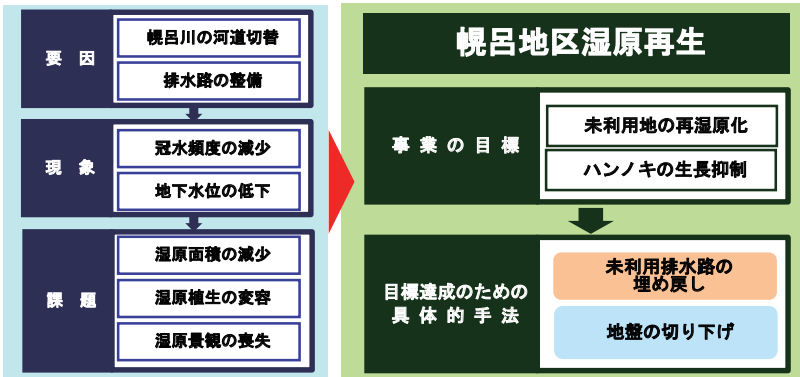 要因
幌呂川の河道切替
排水路の整備
現象
冠水頻度の減少
地下水位の低下
課題
湿原面積の減少
湿原植生の変容
湿原景観の喪失
幌呂地区湿原再生
事業の目標
未利用地の再湿原化
ハンノキの生長抑制
目標達成のための
具体的手法
未利用排水路の
埋め戻し
地盤の切り下げ